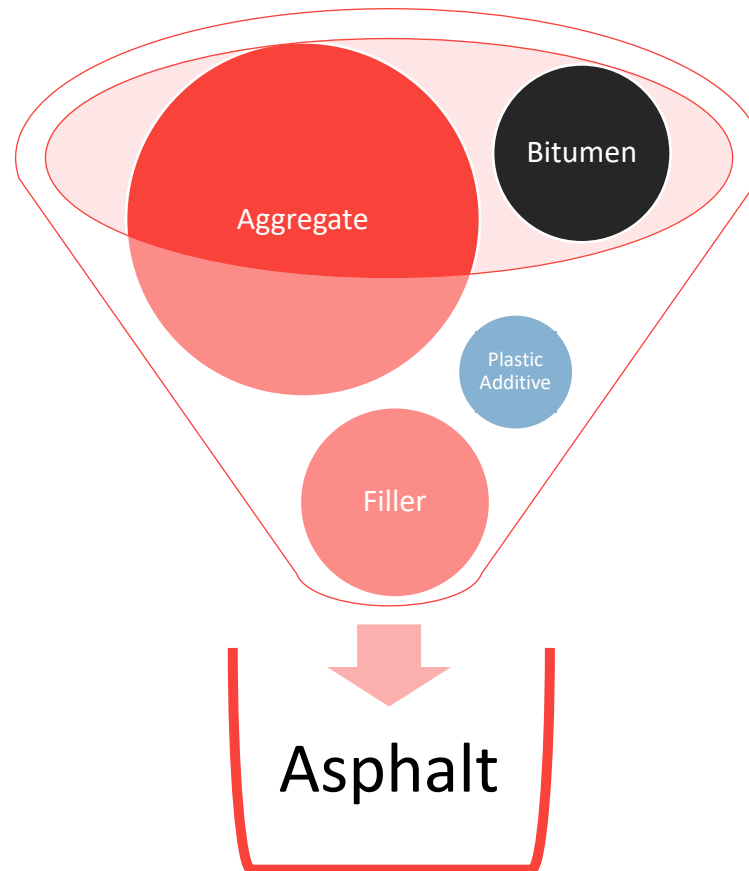 Bitumen
Aggregate
Plastic
Additive
Filler
Asphalt